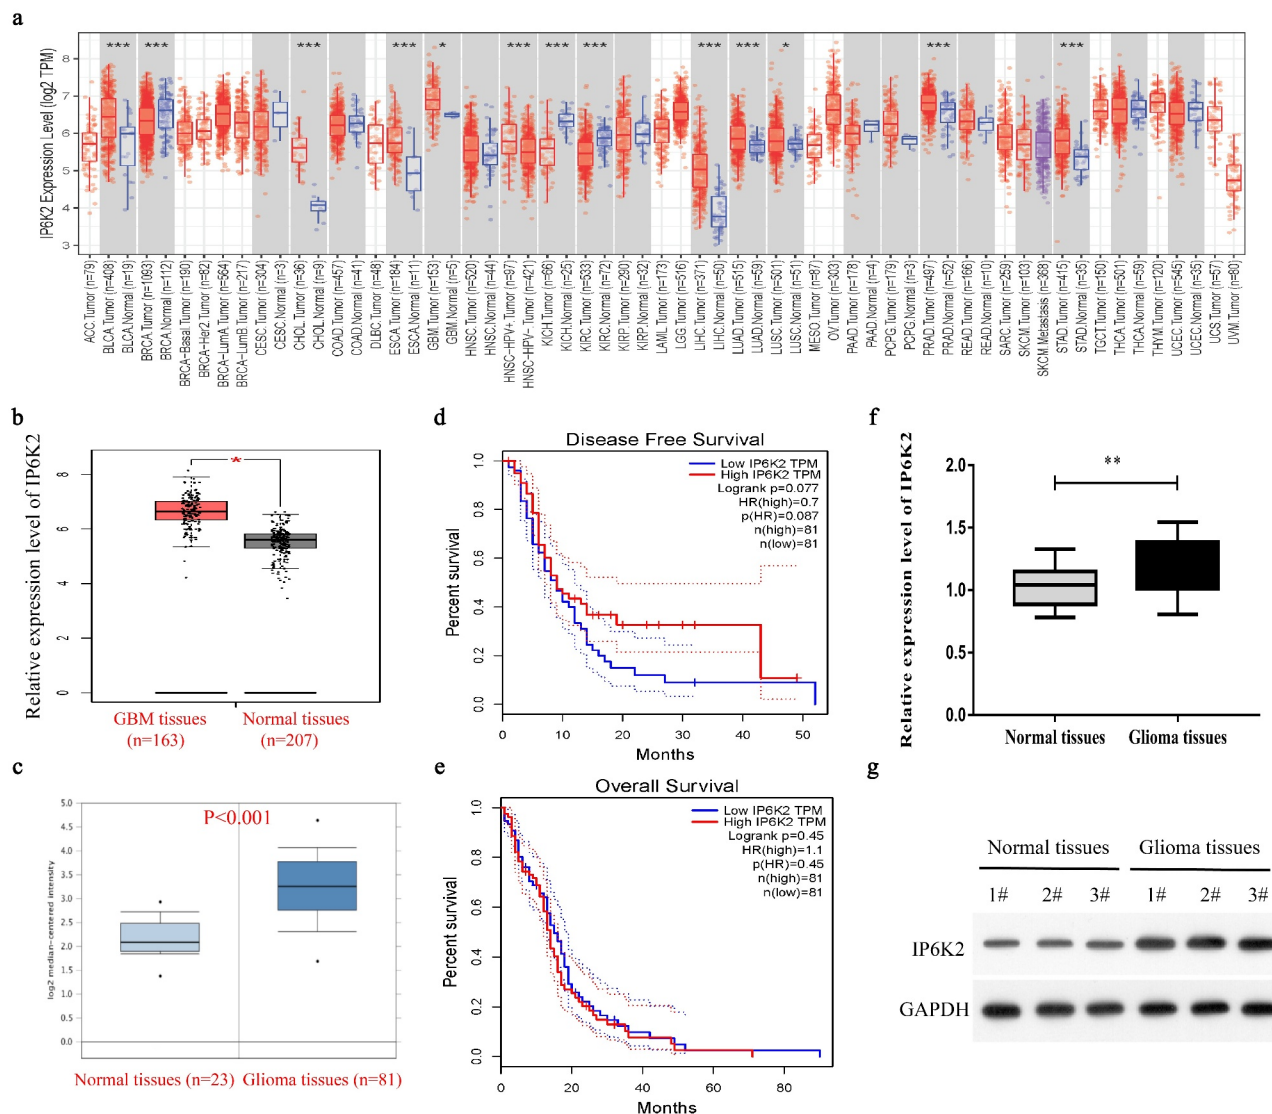 a
IP6K2 Expression Level (log2 TPM)
8
7
6
5
4
3
*** *** *** *** * *** *** *** *** *** * *** ***
ACC.Tumor (n=79)
BLCA.Tumor (n=408)
BLCA.Normal (n=19)
BRCA.Tumor (n=1093)
BRCA.Normal (n=112)
BRCA-Basal.Tumor (n=190)
BRCA-Her2.Tumor (n=82)
BRCA-LumA.Tumor (n=564)
BRCA-LumB.Tumor (n=217)
CESC.Tumor (n=304)
CESC.Normal (n=3)
CHOL.Tumor (n=36)
CHOL.Normal (n=9)
COAD.Tumor (n=457)
COAD.Normal (n=41)
DLBC.Tumor (n=48)
ESCA.Tumor (n=184)
ESCA.Normal (n=11)
GBM.Tumor (n=153)
GBM.Normal (n=5)
HNSC.Tumor (n=520)
HNSC.Normal (n=44)
HNSC-HPV+.Tumor (n=97)
HNSC-HPV-.Tumor (n=421)
KICH.Tumor (n=66)
KICH.Normal (n=25)
KIRC.Tumor (n=533)
KIRC.Normal (n=72)
KIRP.Tumor (n=290)
KIRP.Normal (n=32)
LAML.Tumor (n=173)
LGG.Tumor (n=516)
LIHC.Tumor (n=371)
LIHC.Normal (n=50)
LUAD.Tumor (n=515)
LUAD.Normal (n=59)
LUSC.Tumor (n=501)
LUSC.Normal (n=51)
MESO.Tumor (n=87)
OV.Tumor (n=303)
PAAD.Tumor (n=178)
PAAD.Normal (n=4)
PCPG.Tumor (n=179)
PCPG.Normal (n=3)
PRAD.Tumor (n=497)
PRAD.Normal (n=52)
READ.Tumor (n=166)
READ.Normal (n=10)
SARC.Tumor (n=259)
SKCM.Tumor (n=103)
SKCM.Metastasis (n=368)
STAD.Tumor (n=415)
STAD.Normal (n=35)
TGCT.Tumor (n=150)
THCA.Tumor (n=501)
THCA.Normal (n=59)
THYM.Tumor (n=120)
UCEC.Tumor (n=545)
UCEC.Normal (n=35)
UCS.Tumor (n=57)
UVM.Tumor (n=80)
b
Relative expression level of IP6K2
8
6
4
2
0
*
GBM tissues
(n=163)
Normal tissues
(n=207)
c
P<0.001
log2 median-centered intensity
5.0
4.5
4.0
3.5
3.0
2.5
2.0
1.5
1.0
0.5
0.0
Normal tissues (n=23) Glioma tissues (n=81)
d
Disease Free Survival
Low IP6K2 TPM
High IP6K2 TPM
Logrank p=0.077
HR(high)=0.7
p(HR)=0.087
n(high)=81
n(low)=81
Percent survival
1.0
0.8
0.6
0.4
0.2
0.0
0 10 20 30 40 50
Months
e
Overall Survival
Low IP6K2 TPM
High IP6K2 TPM
Logrank p=0.45
HR(high)=1.1
p(HR)=0.45
n(high)=81
n(low)=81
Percent survival
1.0
0.8
0.6
0.4
0.2
0.0
0 20 40 60 80
Months
f
Relative expression level of IP6K2
2.0
1.5
1.0
0.5
0.0
**
Normal tissues Glioma tissues
g
Normal tissues Glioma tissues
1# 2# 3# 1# 2# 3#
IP6K2
GAPDH